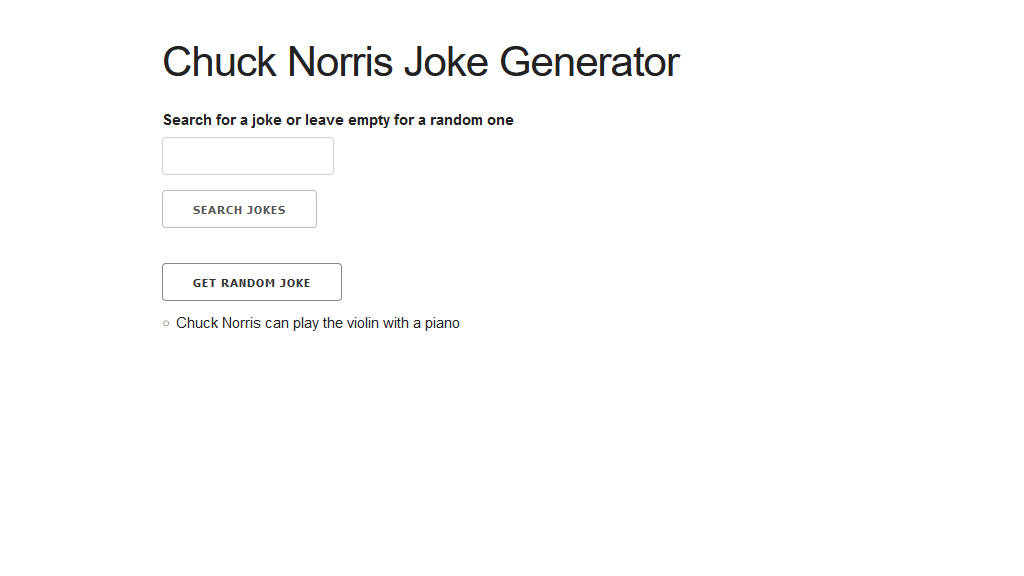 Chuck Norris Joke Generator
Search for a joke or leave empty for a random one
SEARCH JOKES
GET RANDOM JOKE
Chuck Norris can play the violin with a piano